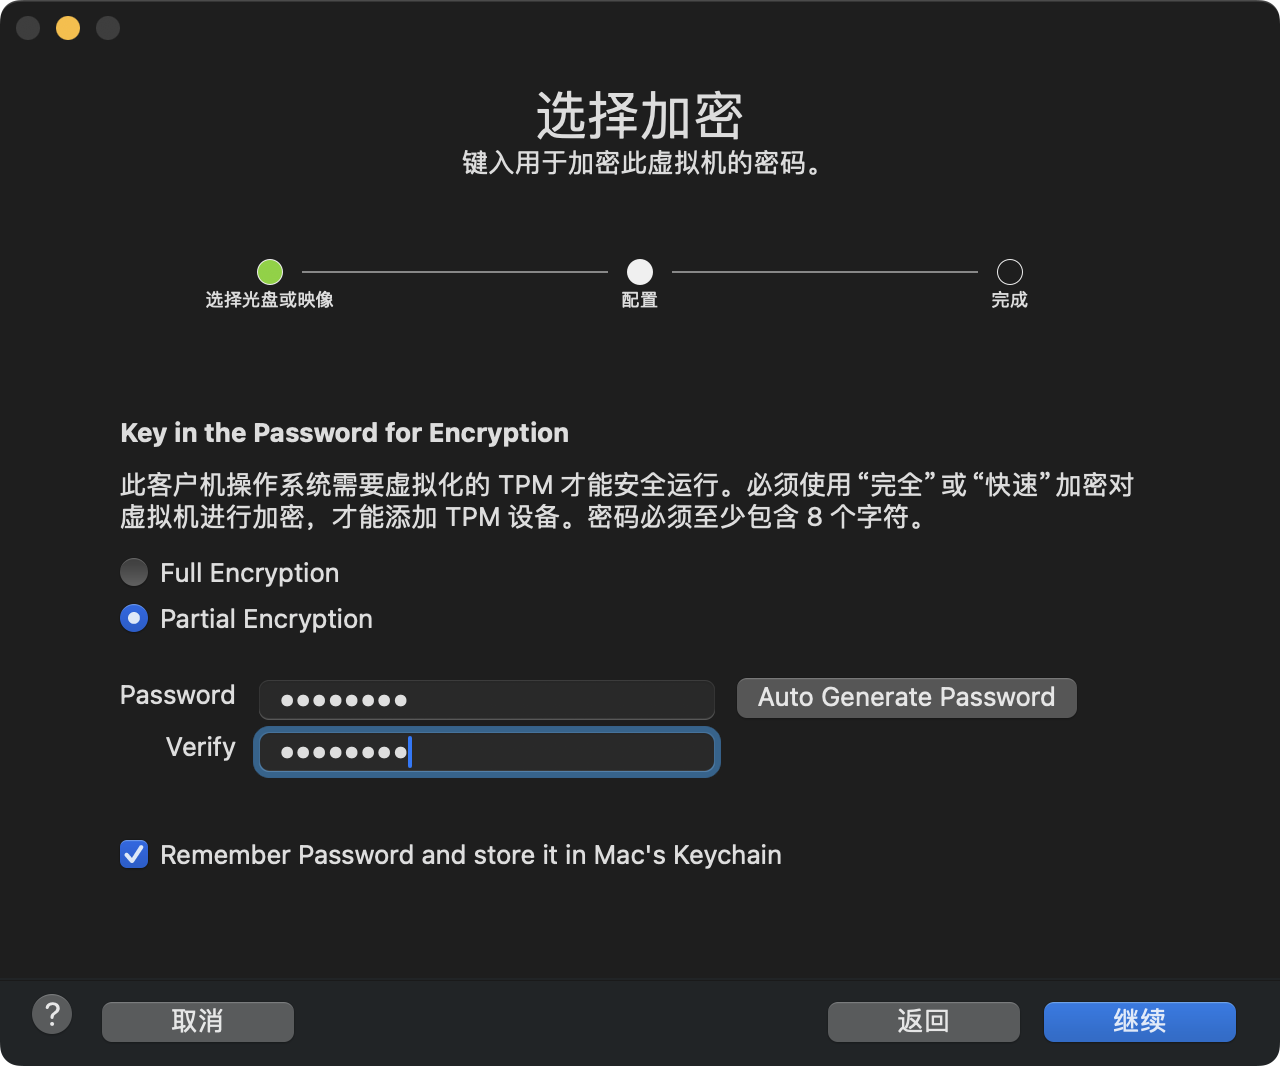 选择加密
键入用于加密此虚拟机的密码。
选择光盘或映像
配置
完成
Key in the Password for Encryption
此客户机操作系统需要虚拟化的 TPM 才能安全运行。必须使用 “完全” 或 “快速” 加密对
虚拟机进行加密，才能添加 TPM 设备。密码必须至少包含 8 个字符。
Full Encryption
Partial Encryption
Password ●●●●●●●● Auto Generate Password
Verify ●●●●●●●●
Remember Password and store it in Mac's Keychain
? 取消 返回 继续